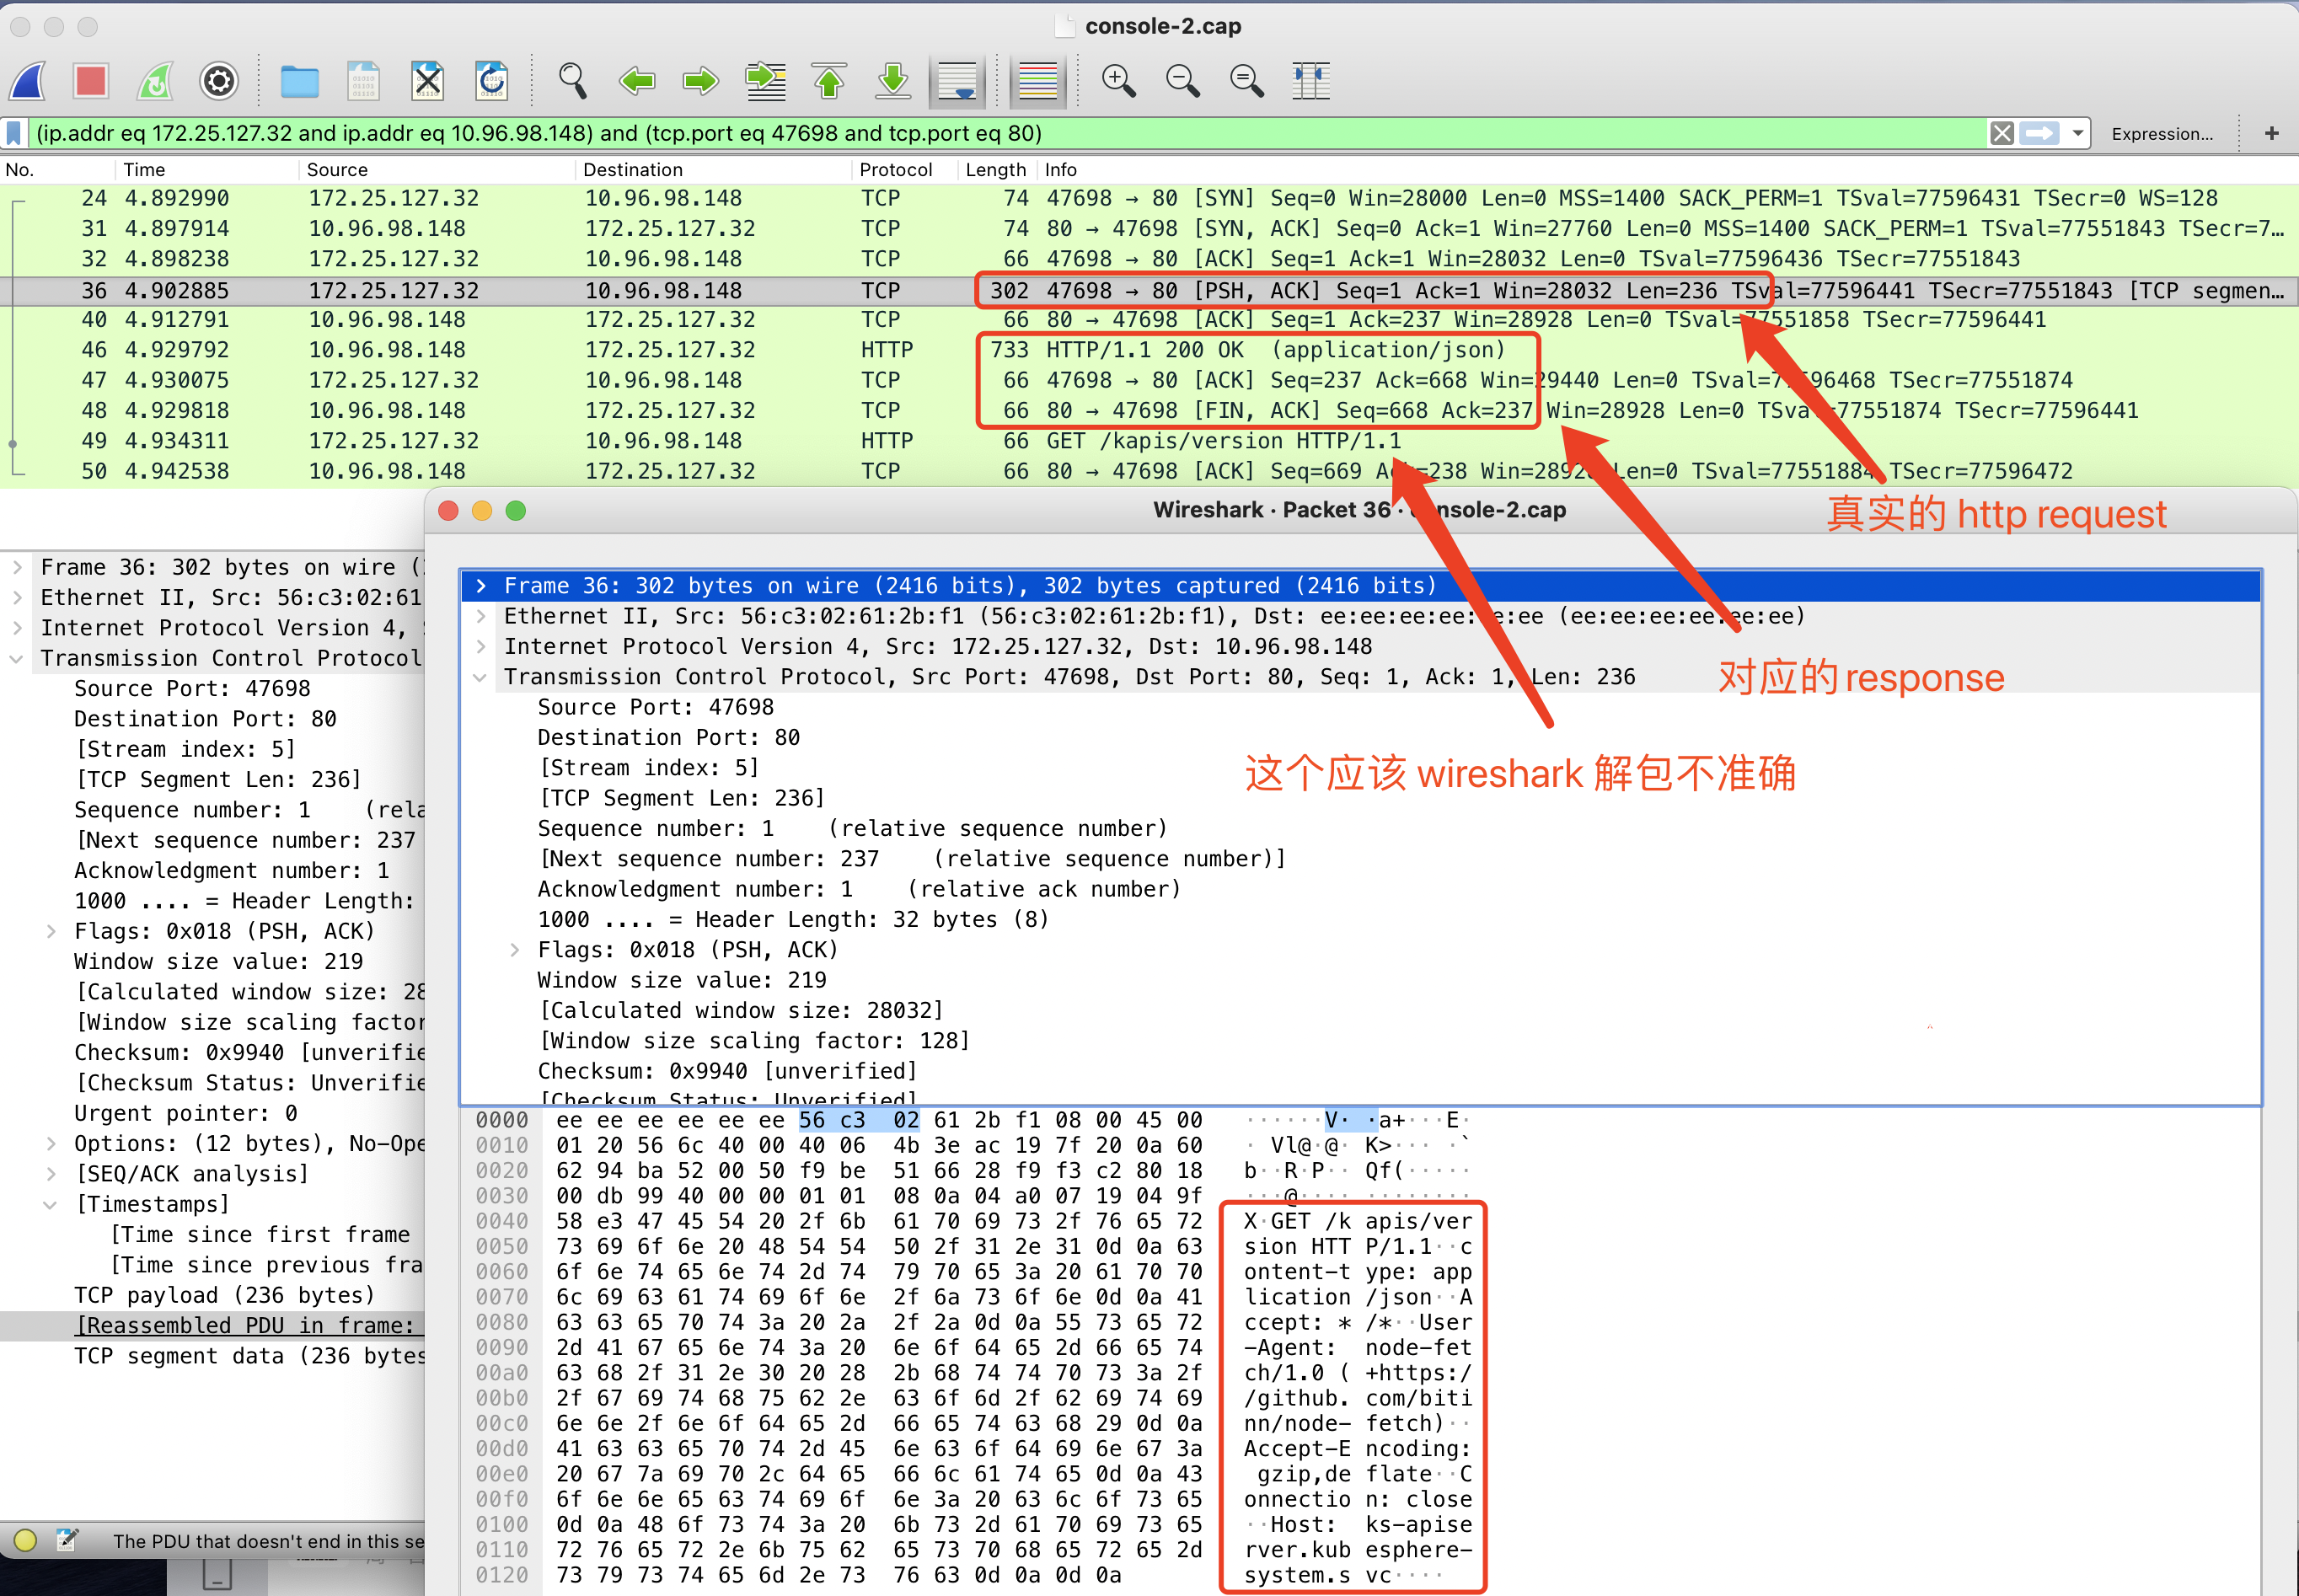 console-2.cap
(ip.addr eq 172.25.127.32 and ip.addr eq 10.96.98.148) and (tcp.port eq 47698 and tcp.port eq 80)
Expression... +
No. Time Source Destination Protocol Length Info
24 4.892990 172.25.127.32 10.96.98.148 TCP 74 47698 → 80 [SYN] Seq=0 Win=28000 Len=0 MSS=1400 SACK_PERM=1 TSval=77596431 TSecr=0 WS=128
31 4.897914 10.96.98.148 172.25.127.32 TCP 74 80 → 47698 [SYN, ACK] Seq=0 Ack=1 Win=27760 Len=0 MSS=1400 SACK_PERM=1 TSval=77551843 TSecr=7…
32 4.898238 172.25.127.32 10.96.98.148 TCP 66 47698 → 80 [ACK] Seq=1 Ack=1 Win=28032 Len=0 TSval=77596436 TSecr=77551843
36 4.902885 172.25.127.32 10.96.98.148 TCP 302 47698 → 80 [PSH, ACK] Seq=1 Ack=1 Win=28032 Len=236 TSval=77596441 TSecr=77551843 [TCP segmen…
40 4.912791 10.96.98.148 172.25.127.32 TCP 66 80 → 47698 [ACK] Seq=1 Ack=237 Win=28928 Len=0 TSval=77551858 TSecr=77596441
46 4.929792 10.96.98.148 172.25.127.32 HTTP 733 HTTP/1.1 200 OK (application/json)
47 4.930075 172.25.127.32 10.96.98.148 TCP 66 47698 → 80 [ACK] Seq=237 Ack=668 Win=29440 Len=0 TSval=77596468 TSecr=77551874
48 4.929818 10.96.98.148 172.25.127.32 TCP 66 80 → 47698 [FIN, ACK] Seq=668 Ack=237 Win=28928 Len=0 TSval=77551874 TSecr=77596441
49 4.934311 172.25.127.32 10.96.98.148 HTTP 66 GET /kapis/version HTTP/1.1
50 4.942538 10.96.98.148 172.25.127.32 TCP 66 80 → 47698 [ACK] Seq=669 Ack=238 Win=28928 Len=0 TSval=77551884 TSecr=77596472
真实的 http request
对应的 response
这个应该 wireshark 解包不准确
Frame 36: 302 bytes on wire (
Ethernet II, Src: 56:c3:02:61
Internet Protocol Version 4,
Transmission Control Protocol
Source Port: 47698
Destination Port: 80
[Stream index: 5]
[TCP Segment Len: 236]
Sequence number: 1 (rela
[Next sequence number: 237
Acknowledgment number: 1
1000 .... = Header Length:
Flags: 0x018 (PSH, ACK)
Window size value: 219
[Calculated window size: 28
[Window size scaling factor
Checksum: 0x9940 [unverifie
[Checksum Status: Unverifie
Urgent pointer: 0
Options: (12 bytes), No-Ope
[SEQ/ACK analysis]
[Timestamps]
[Time since first frame
[Time since previous fra
TCP payload (236 bytes)
[Reassembled PDU in frame:
TCP segment data (236 bytes
The PDU that doesn't end in this se
Wireshark · Packet 36 · console-2.cap
Frame 36: 302 bytes on wire (2416 bits), 302 bytes captured (2416 bits)
Ethernet II, Src: 56:c3:02:61:2b:f1 (56:c3:02:61:2b:f1), Dst: ee:ee:ee:ee:ee:ee (ee:ee:ee:ee:ee:ee)
Internet Protocol Version 4, Src: 172.25.127.32, Dst: 10.96.98.148
Transmission Control Protocol, Src Port: 47698, Dst Port: 80, Seq: 1, Ack: 1, Len: 236
Source Port: 47698
Destination Port: 80
[Stream index: 5]
[TCP Segment Len: 236]
Sequence number: 1 (relative sequence number)
[Next sequence number: 237 (relative sequence number)]
Acknowledgment number: 1 (relative ack number)
1000 .... = Header Length: 32 bytes (8)
Flags: 0x018 (PSH, ACK)
Window size value: 219
[Calculated window size: 28032]
[Window size scaling factor: 128]
Checksum: 0x9940 [unverified]
[Checksum Status: Unverified]
0000 ee ee ee ee ee ee 56 c3 02 61 2b f1 08 00 45 00 ······V· ·a+···E·
0010 01 20 56 6c 40 00 40 06 4b 3e ac 19 7f 20 0a 60 · Vl@·@· K>··· ·`
0020 62 94 ba 52 00 50 f9 be 51 66 28 f9 f3 c2 80 18 b··R·P·· Qf(·····
0030 00 db 99 40 00 00 01 01 08 0a 04 a0 07 19 04 9f ···@···· ········
0040 58 e3 47 45 54 20 2f 6b 61 70 69 73 2f 76 65 72 X·GET /k apis/ver
0050 73 69 6f 6e 20 48 54 54 50 2f 31 2e 31 0d 0a 63 sion HTT P/1.1··c
0060 6f 6e 74 65 6e 74 2d 74 79 70 65 3a 20 61 70 70 ontent-t ype: app
0070 6c 69 63 61 74 69 6f 6e 2f 6a 73 6f 6e 0d 0a 41 lication /json··A
0080 63 63 65 70 74 3a 20 2a 2f 2a 0d 0a 55 73 65 72 ccept: * /*··User
0090 2d 41 67 65 6e 74 3a 20 6e 6f 64 65 2d 66 65 74 -Agent:  node-fet
00a0 63 68 2f 31 2e 30 20 28 2b 68 74 74 70 73 3a 2f ch/1.0 ( +https:/
00b0 2f 67 69 74 68 75 62 2e 63 6f 6d 2f 62 69 74 69 /github. com/biti
00c0 6e 6e 2f 6e 6f 64 65 2d 66 65 74 63 68 29 0d 0a nn/node- fetch)··
00d0 41 63 63 65 70 74 2d 45 6e 63 6f 64 69 6e 67 3a Accept-E ncoding:
00e0 20 67 7a 69 70 2c 64 65 66 6c 61 74 65 0d 0a 43 gzip,de flate··C
00f0 6f 6e 6e 65 63 74 69 6f 6e 3a 20 63 6c 6f 73 65 onnectio n: close
0100 0d 0a 48 6f 73 74 3a 20 6b 73 2d 61 70 69 73 65 ··Host:  ks-apise
0110 72 76 65 72 2e 6b 75 62 65 73 70 68 65 72 65 2d rver.kub esphere-
0120 73 79 73 74 65 6d 2e 73 76 63 0d 0a 0d 0a system.s vc····